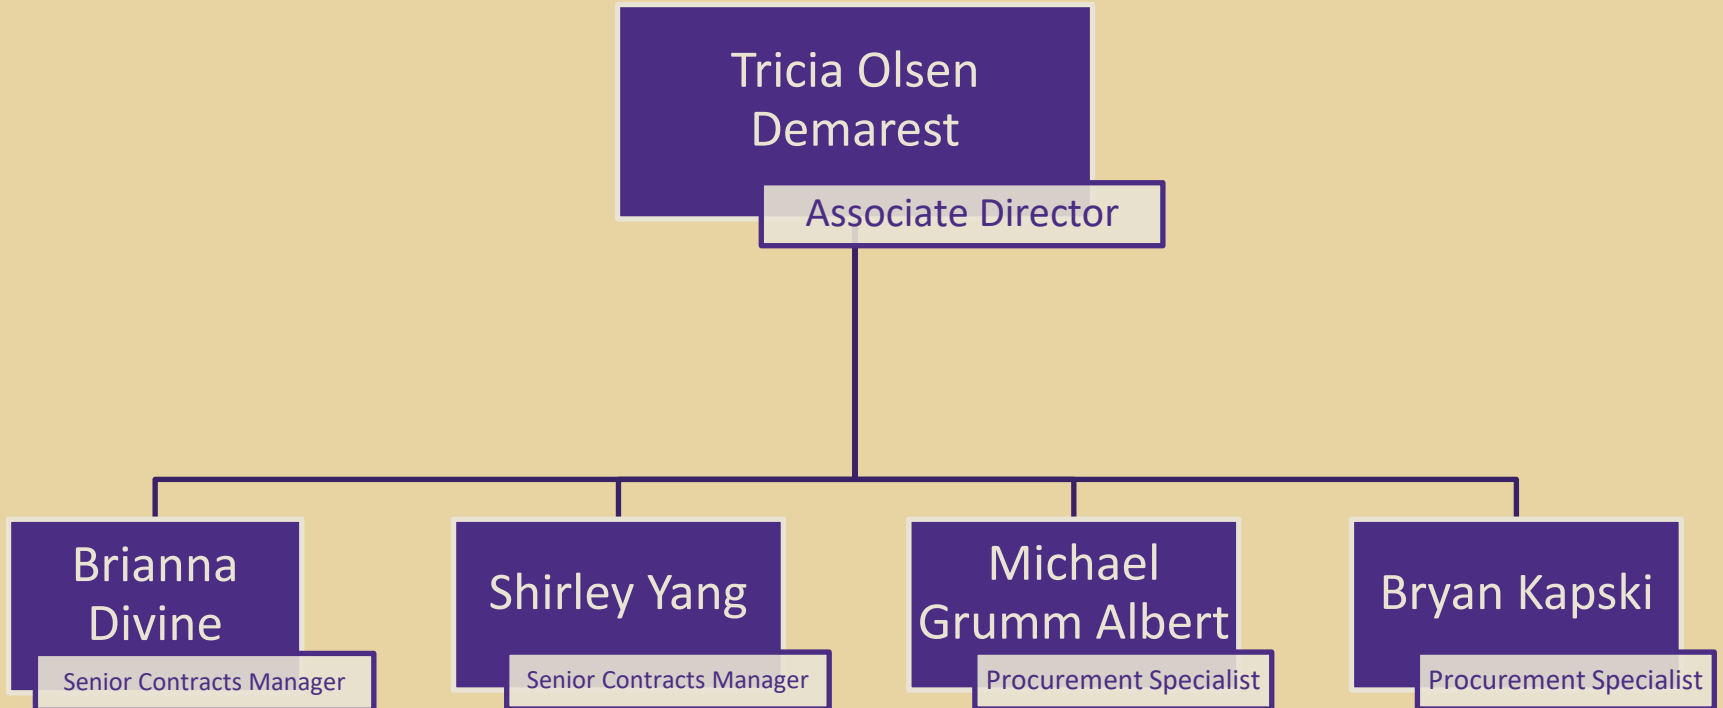 Tricia Olsen
Demarest
Associate Director
Brianna
Divine
Senior Contracts Manager
Shirley Yang
Senior Contracts Manager
Michael
Grumm Albert
Procurement Specialist
Bryan Kapski
Procurement Specialist